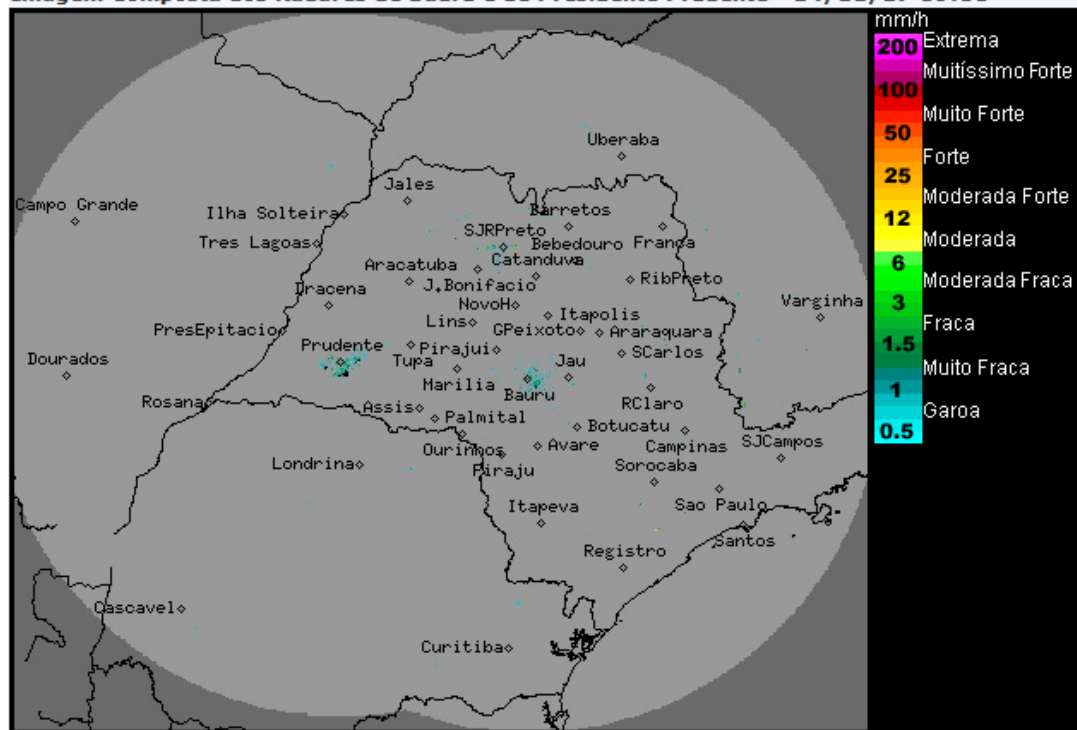 mm/h
200 Extrema
Muitíssimo Forte
100
Muito Forte
50
Forte
25
Moderada Forte
12
Moderada
6
Moderada Fraca
3
Fraca
1.5
Muito Fraca
1
Garoa
0.5
Uberaba
Jales
Campo Grande
Ilha Solteira
Barretos
SJRPreto
Tres Lagoas
Bebedouro
Franca
Catanduva
Aracatuba
J.Bonifacio
RibPreto
Dracena
NovoH
Varginha
Itapolis
Lins
PresEpitacio
GPeixoto
Araraquara
Prudente
Pirajui
SCarlos
Dourados
Tupa
Jau
Marilia
Bauru
Rosana
Assis
RClaro
Palmital
Botucatu
Campinas
SJCampos
Ourinhos
Avare
Londrina
Piraju
Sorocaba
Itapeva
Sao Paulo
Santos
Registro
Cascavel
Curitiba